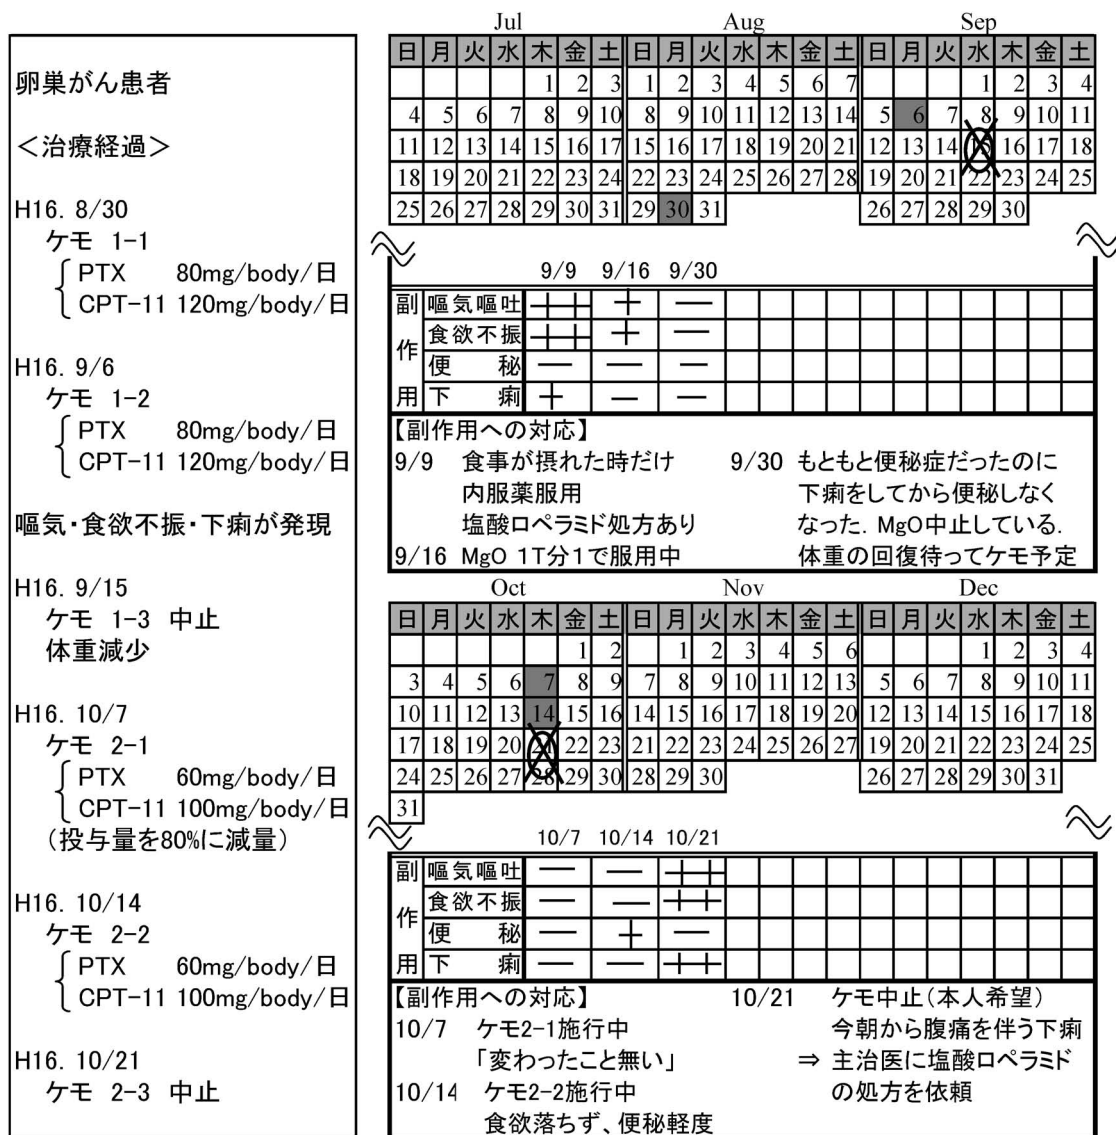 卵巣がん患者
＜治療経過＞
H16. 8/30
ケモ 1-1
PTX 80mg/body/日
CPT-11 120mg/body/日
H16. 9/6
ケモ 1-2
PTX 80mg/body/日
CPT-11 120mg/body/日
嘔気・食欲不振・下痢が発現
H16. 9/15
ケモ 1-3 中止
体重減少
H16. 10/7
ケモ 2-1
PTX 60mg/body/日
CPT-11 100mg/body/日
（投与量を80%に減量）
H16. 10/14
ケモ 2-2
PTX 60mg/body/日
CPT-11 100mg/body/日
H16. 10/21
ケモ 2-3 中止
Jul Aug Sep
日 月 火 水 木 金 土 日 月 火 水 木 金 土 日 月 火 水 木 金 土
1 2 3 1 2 3 4 5 6 7 1 2 3 4
4 5 6 7 8 9 10 8 9 10 11 12 13 14 5 6 7 8 9 10 11
11 12 13 14 15 16 17 15 16 17 18 19 20 21 12 13 14 15 16 17 18
18 19 20 21 22 23 24 22 23 24 25 26 27 28 19 20 21 22 23 24 25
25 26 27 28 29 30 31 29 30 31 26 27 28 29 30
9/9 9/16 9/30
副作用
嘔気嘔吐 ++ + －
食欲不振 ++ + －
便秘 － － －
下痢 + － －
【副作用への対応】
9/9 食事が摂れた時だけ
内服薬服用
塩酸ロペラミド処方あり
9/16 MgO 1T分1で服用中
9/30 もともと便秘症だったのに
下痢をしてから便秘しなく
なった．MgO中止している．
体重の回復待ってケモ予定
Oct Nov Dec
日 月 火 水 木 金 土 日 月 火 水 木 金 土 日 月 火 水 木 金 土
1 2 1 2 3 4 5 6 1 2 3 4
3 4 5 6 7 8 9 7 8 9 10 11 12 13 5 6 7 8 9 10 11
10 11 12 13 14 15 16 14 15 16 17 18 19 20 12 13 14 15 16 17 18
17 18 19 20 22 23 21 22 23 24 25 26 27 19 20 21 22 23 24 25
24 25 26 27 28 29 30 28 29 30 26 27 28 29 30 31
31
10/7 10/14 10/21
副作用
嘔気嘔吐 － － ++
食欲不振 － － ++
便秘 － + －
下痢 － － ++
【副作用への対応】
10/7 ケモ2-1施行中
「変わったこと無い」
10/14 ケモ2-2施行中
食欲落ちず、便秘軽度
10/21 ケモ中止（本人希望）
今朝から腹痛を伴う下痢
⇒ 主治医に塩酸ロペラミド
の処方を依頼